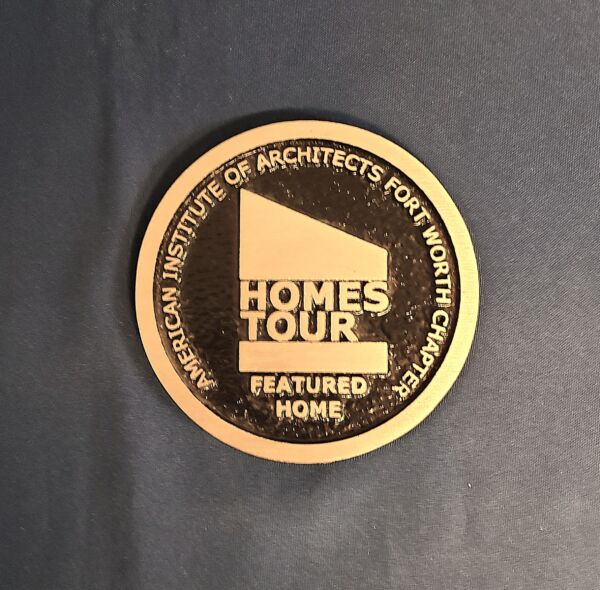 AMERICAN INSTITUTE OF ARCHITECTS FORT WORTH CHAPTER
HOMES
TOUR
FEATURED
HOME